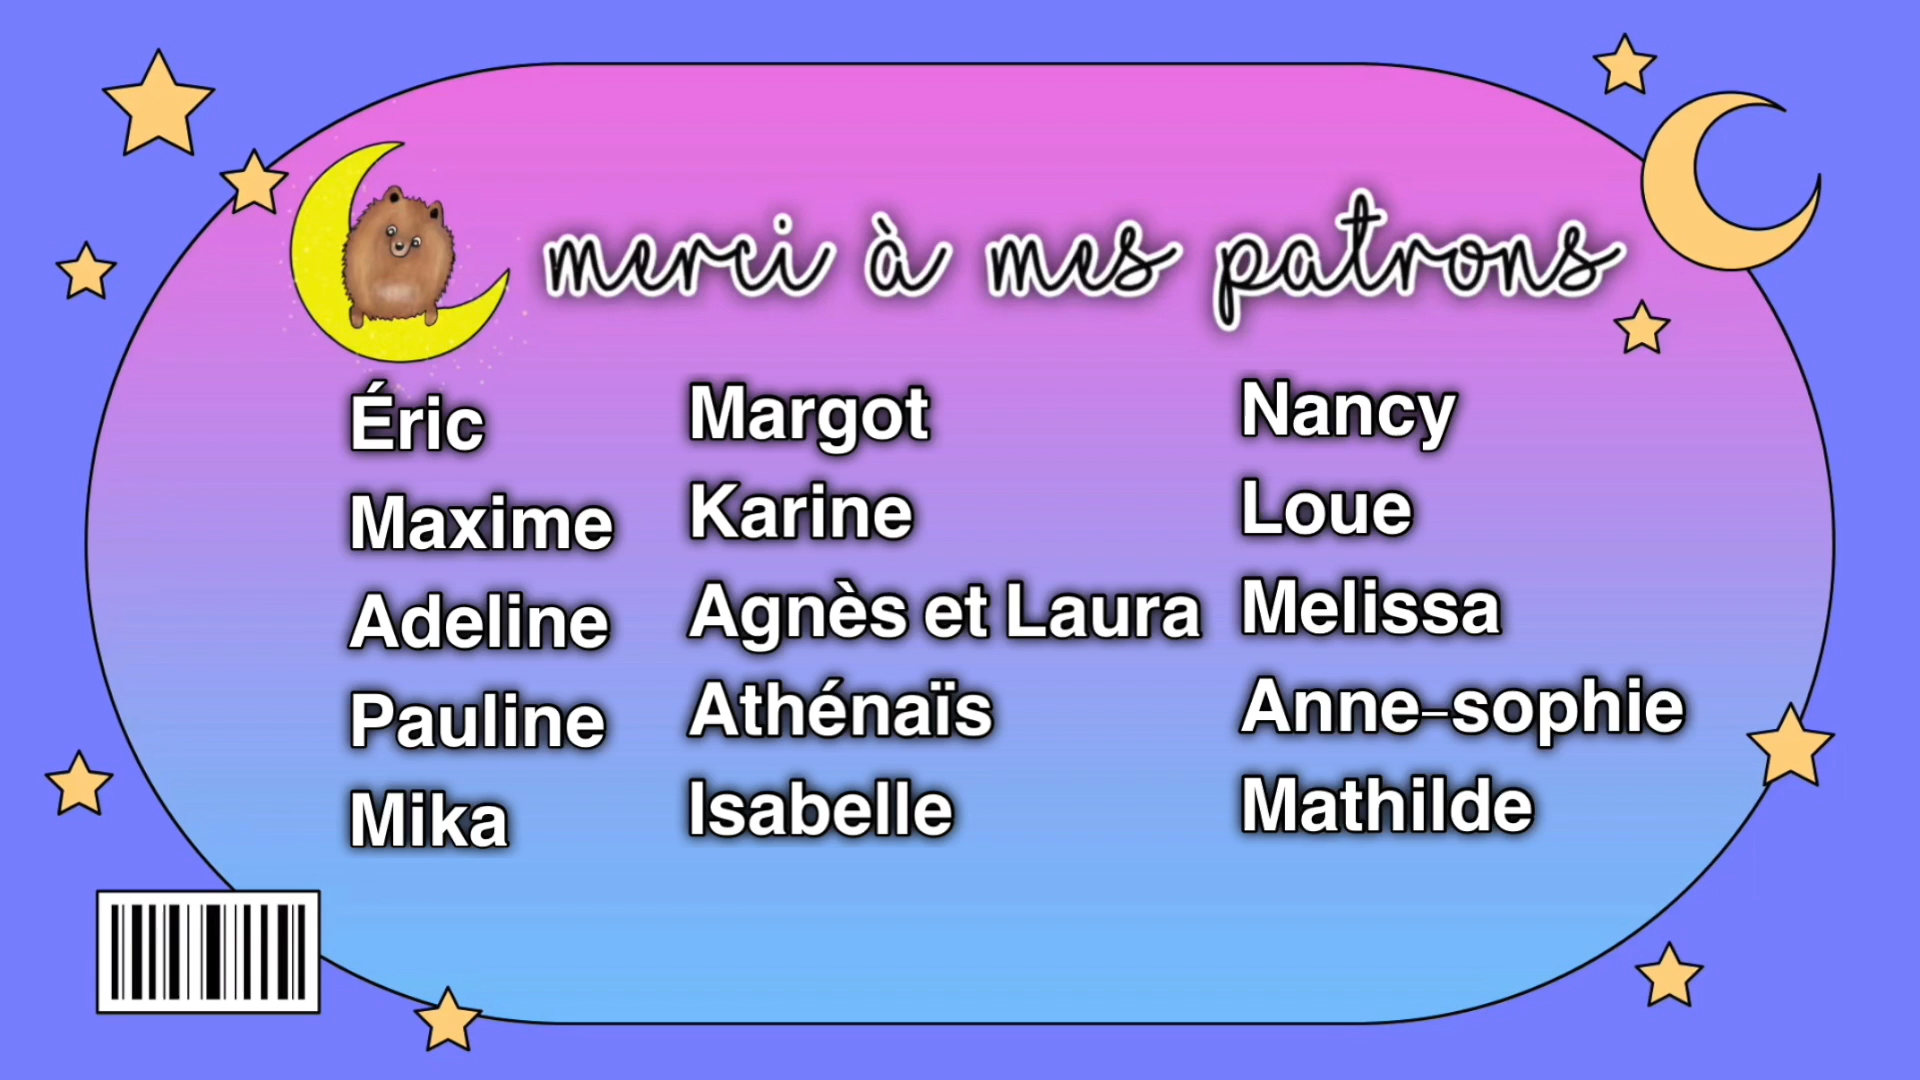 merci à mes patrons
Éric
Maxime
Adeline
Pauline
Mika
Margot
Karine
Agnès et Laura
Athénaïs
Isabelle
Nancy
Loue
Melissa
Anne-sophie
Mathilde